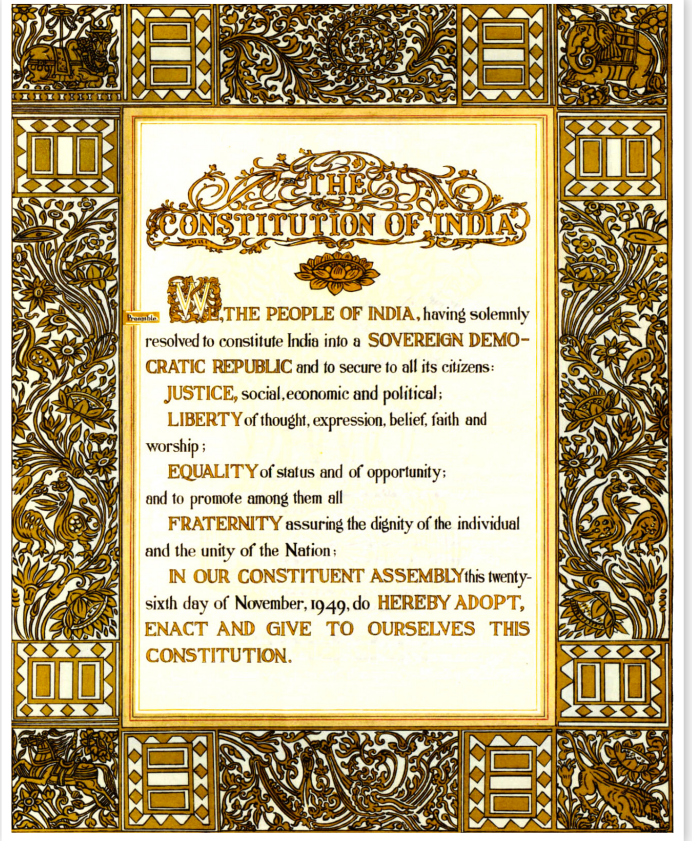 THE
CONSTITUTION OF INDIA
Preamble
WE, THE PEOPLE OF INDIA, having solemnly
resolved to constitute India into a SOVEREIGN DEMO-
CRATIC REPUBLIC and to secure to all its citizens:
JUSTICE, social, economic and political;
LIBERTY of thought, expression, belief, faith and
worship;
EQUALITY of status and of opportunity;
and to promote among them all
FRATERNITY assuring the dignity of the individual
and the unity of the Nation;
IN OUR CONSTITUENT ASSEMBLY this twenty-
sixth day of November, 1949, do HEREBY ADOPT,
ENACT AND GIVE TO OURSELVES THIS
CONSTITUTION.